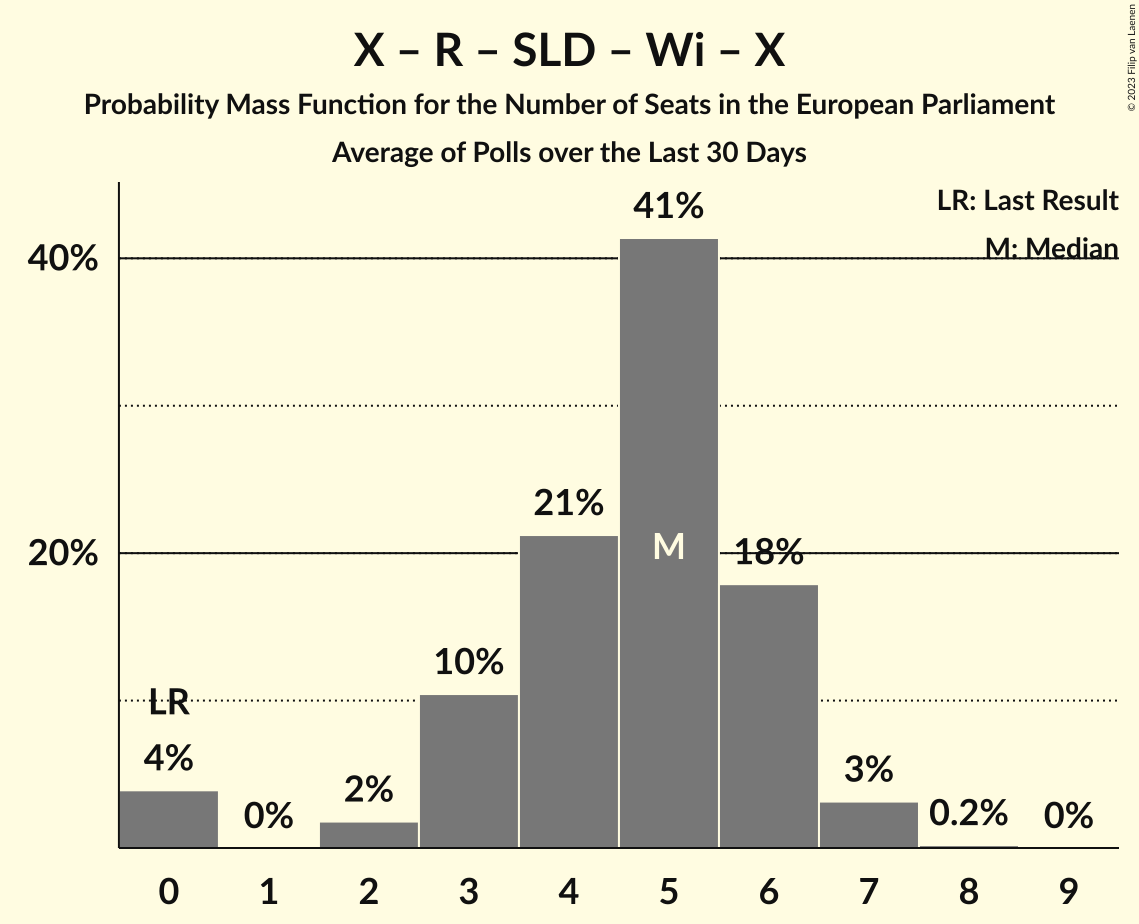 X – R – SLD – Wi – X
Probability Mass Function for the Number of Seats in the European Parliament
Average of Polls over the Last 30 Days
© 2023 Filip van Laenen
LR: Last Result
M: Median
41%
40%
21%
M
20%
18%
10%
LR
4%
0%
2%
3%
0.2%
0%
0 1 2 3 4 5 6 7 8 9